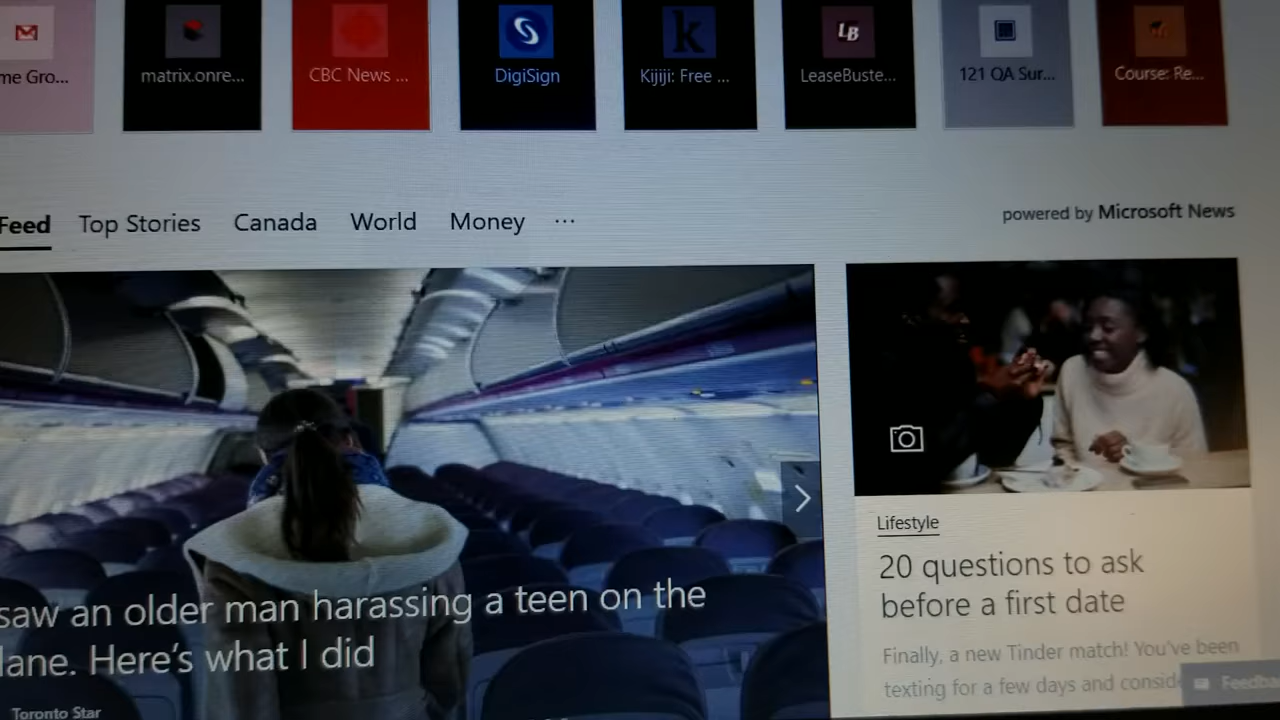 me Gro...
matrix.onre...
CBC News ...
DigiSign
k
Kijiji: Free ...
LB
LeaseBuste...
121 QA Sur...
Course: Re...
Feed
Top Stories
Canada
World
Money
...
powered by Microsoft News
saw an older man harassing a teen on the
lane. Here's what I did
Toronto Star
Lifestyle
20 questions to ask
before a first date
Finally, a new Tinder match! You've been
texting for a few days and consid
Feedba